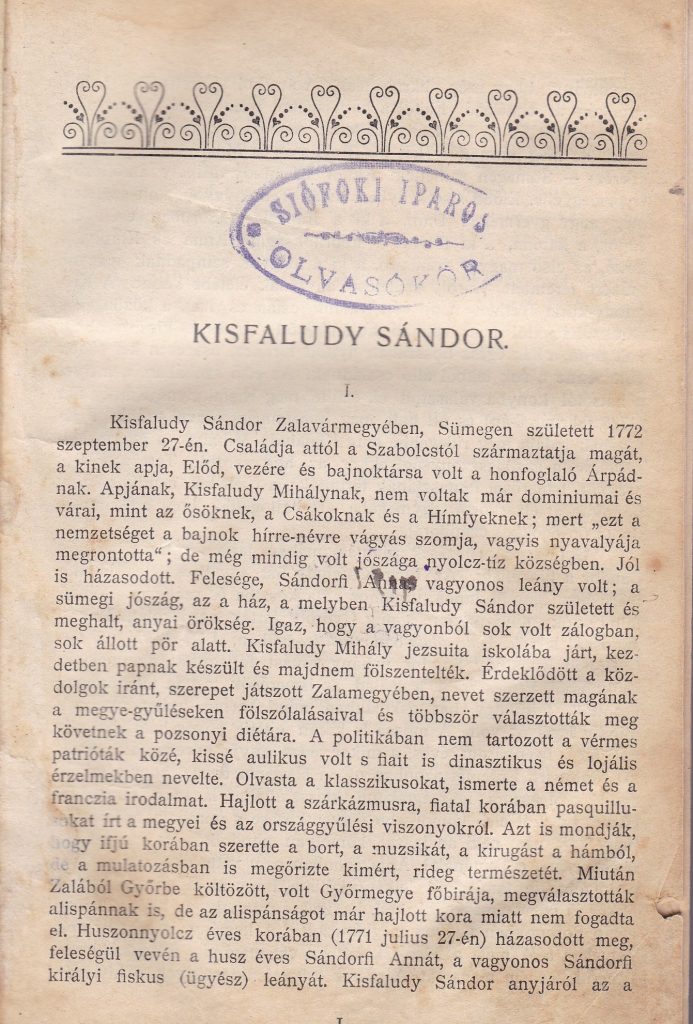 SIÓFOKI IPAROS
OLVASÓKÖR
KISFALUDY SÁNDOR.
I.
Kisfaludy Sándor Zalavármegyében, Sümegen született 1772
szeptember 27-én. Családja attól a Szabolcstól származtatja magát,
a kinek apja, Előd, vezére és bajnoktársa volt a honfoglaló Árpád-
nak. Apjának, Kisfaludy Mihálynak, nem voltak már dominiumai és
várai, mint az ősöknek, a Csákoknak és a Hímfyeknek; mert „ezt a
nemzetséget a bajnok hírre-névre vágyás szomja, vagyis nyavalyája
megrontotta“; de még mindig volt jószága nyolcz-tíz községben. Jól
is házasodott. Felesége, Sándorfi Anna vagyonos leány volt; a
sümegi jószág, az a ház, a melyben Kisfaludy Sándor született és
meghalt, anyai örökség. Igaz, hogy a vagyonból sok volt zálogban,
sok állott pör alatt. Kisfaludy Mihály jezsuita iskolába járt, kez-
detben papnak készült és majdnem fölszentelték. Érdeklődött a köz-
dolgok iránt, szerepet játszott Zalamegyében, nevet szerzett magának
a megye-gyűléseken fölszólalásaival és többször választották meg
követnek a pozsonyi diétára. A politikában nem tartozott a vérmes
patrióták közé, kissé aulikus volt s fiait is dinasztikus és lojális
érzelmekben nevelte. Olvasta a klasszikusokat, ismerte a német és a
franczia irodalmat. Hajlott a szárkázmusra, fiatal korában pasquillu-
sokat írt a megyei és az országgyűlési viszonyokról. Azt is mondják,
hogy ifjú korában szerette a bort, a muzsikát, a kirugást a hámból,
de a mulatozásban is megőrizte kimért, rideg természetét. Miután
Zalából Győrbe költözött, volt Győrmegye főbirája, megválasztották
alispánnak is, de az alispánságot már hajlott kora miatt nem fogadta
el. Huszonnyolcz éves korában (1771 julius 27-én) házasodott meg,
feleségül vevén a husz éves Sándorfi Annát, a vagyonos Sándorfi
királyi fiskus (ügyész) leányát. Kisfaludy Sándor anyjáról az a